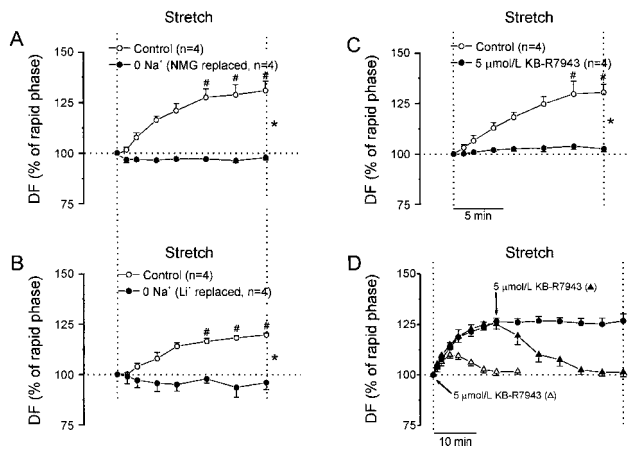 Stretch
A
Control (n=4)
0 Na+ (NMG replaced, n=4)
DF (% of rapid phase)
150
125
100
75
# # #
*
Stretch
B
Control (n=4)
0 Na+ (Li+ replaced, n=4)
DF (% of rapid phase)
150
125
100
75
# # #
*
Stretch
C
Control (n=4)
5 μmol/L KB-R7943 (n=4)
DF (% of rapid phase)
150
125
100
75
# #
*
5 min
Stretch
D
5 μmol/L KB-R7943 (▲)
DF (% of rapid phase)
150
125
100
75
5 μmol/L KB-R7943 (△)
10 min